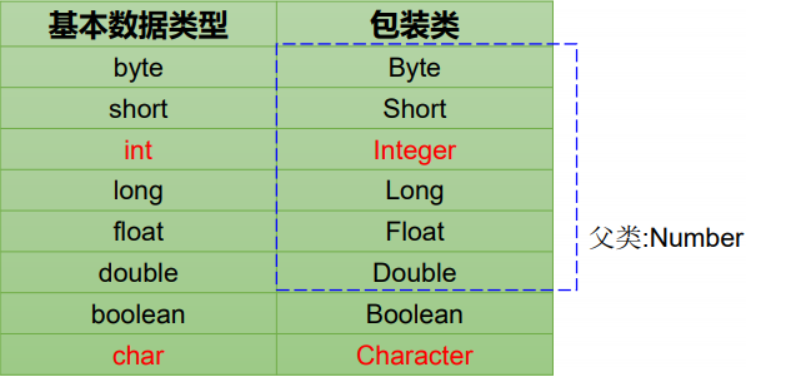 基本数据类型 包装类
byte Byte
short Short
int Integer
long Long
float Float
父类:Number
double Double
boolean Boolean
char Character